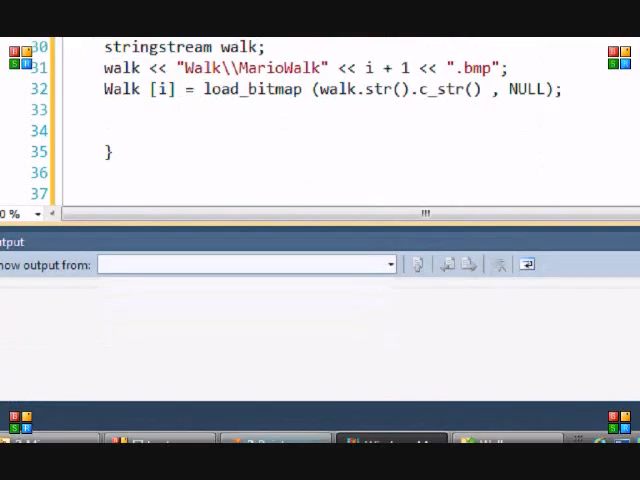 30 stringstream walk;
31 walk << "Walk\\MarioWalk" << i + 1 << ".bmp";
32 Walk [i] = load_bitmap (walk.str().c_str() , NULL);
33
34
35 }
36
37
0 %
utput
how output from: